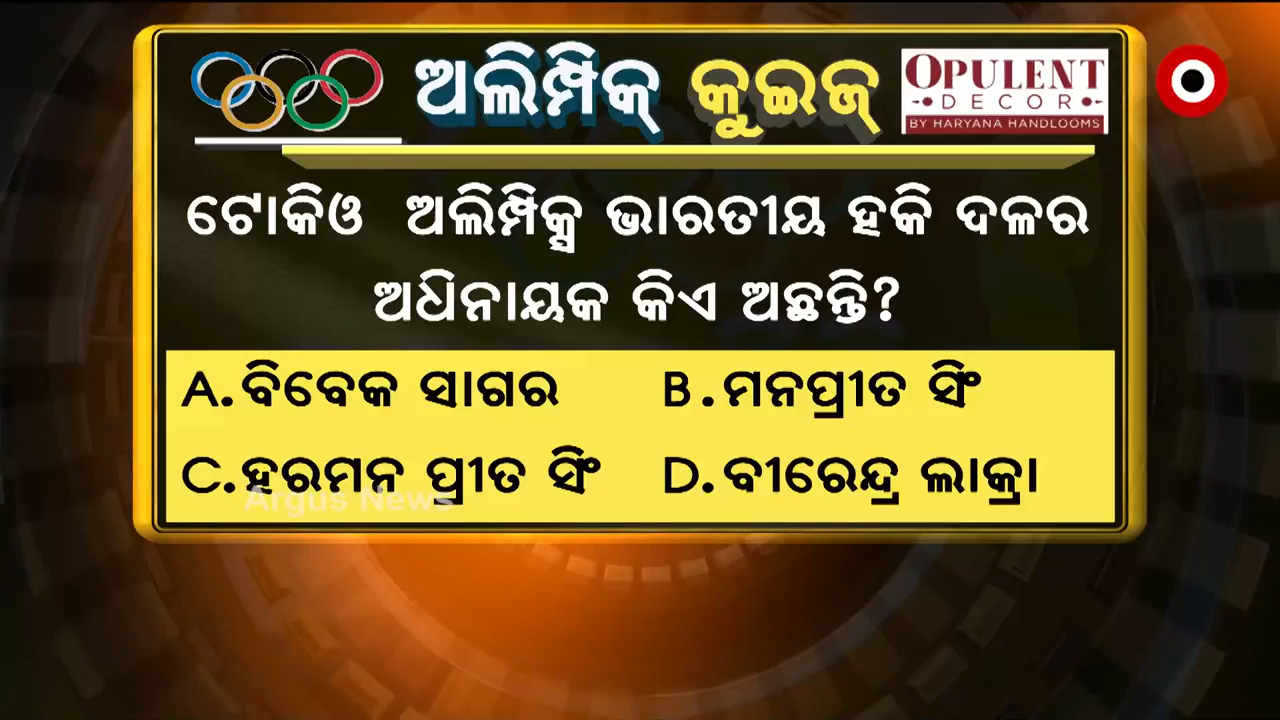 ଅଲିମ୍ପିକ୍ କୁଇଜ୍
OPULENT
DECOR
BY HARYANA HANDLOOMS
ଟୋକିଓ ଅଲିମ୍ପିକ୍ସ ଭାରତୀୟ ହକି ଦଳର
ଅଧିନାୟକ କିଏ ଅଛନ୍ତି?
A.ବିବେକ ସାଗର
B.ମନପ୍ରୀତ ସିଂ
C.ହରମନ ପ୍ରୀତ ସିଂ
D.ବୀରେନ୍ଦ୍ର ଲାକ୍ରା
Argus News